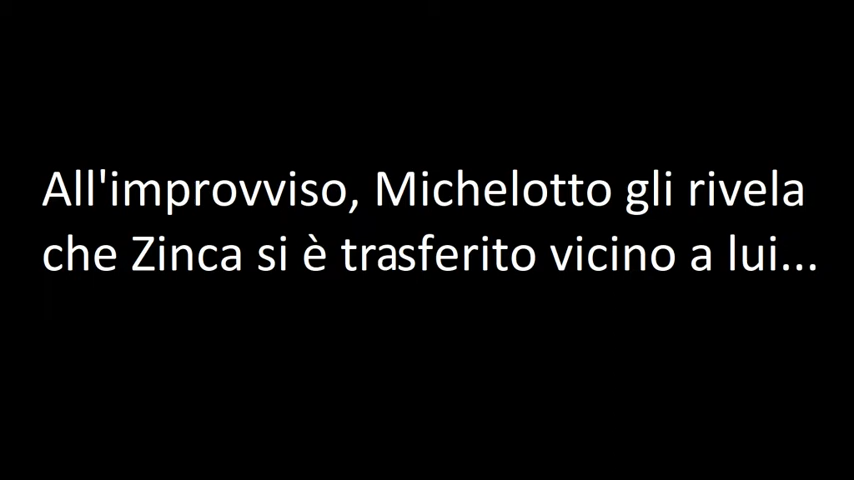 All'improvviso, Michelotto gli rivela
che Zinca si è trasferito vicino a lui...